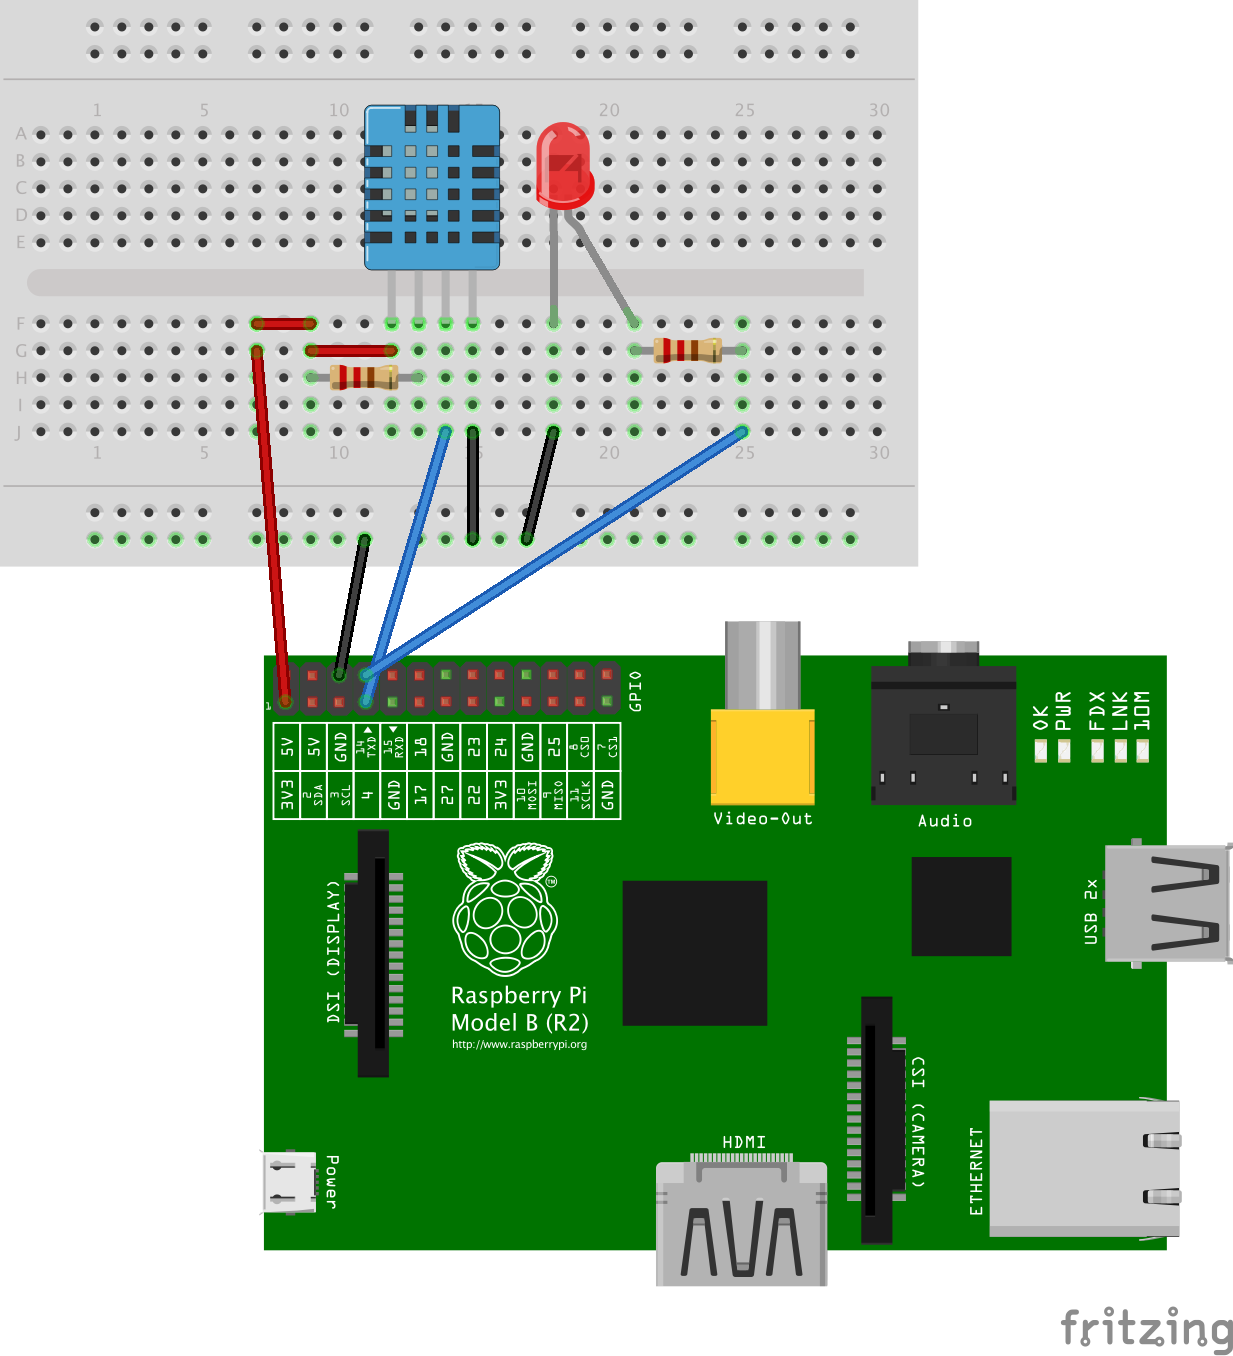 1 5 10 15 20 25 30
A
B
C
D
E
F
G
H
I
J
1 5 10 15 20 25 30
1
GPIO
5V 5V GND 14 TXD 15 RXD 18 GND 23 24 GND 25 8 CS0 7 CS1
3V3 2 SDA 3 SCL 4 GND 17 27 22 3V3 10 MOSI 9 MISO 11 SCLK GND
OK PWR FDX LNK 10M
Video-Out
Audio
USB 2x
DSI (DISPLAY)
TM
Raspberry Pi
Model B (R2)
http://www.raspberrypi.org
CSI (CAMERA)
ETHERNET
HDMI
Power
fritzing